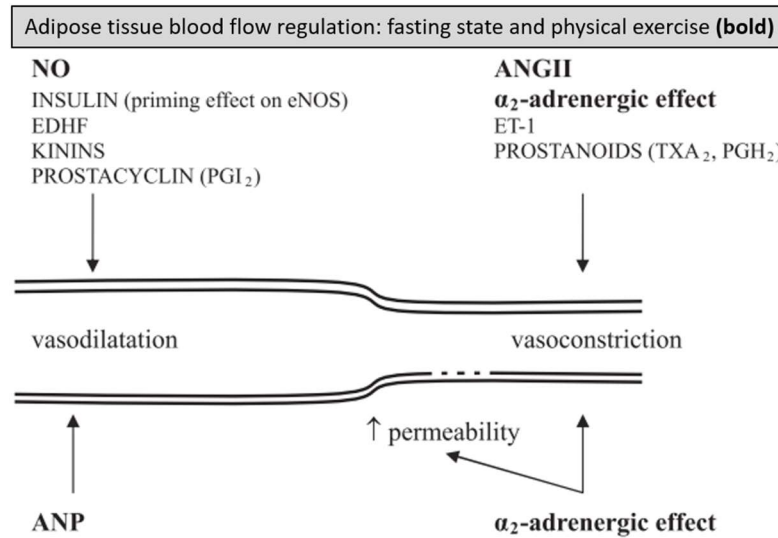 Adipose tissue blood flow regulation: fasting state and physical exercise (bold)
NO
INSULIN (priming effect on eNOS)
EDHF
KININS
PROSTACYCLIN (PGI₂)
ANGII
α₂-adrenergic effect
ET-1
PROSTANOIDS (TXA₂, PGH₂)
vasodilatation
vasoconstriction
↑ permeability
ANP
α₂-adrenergic effect